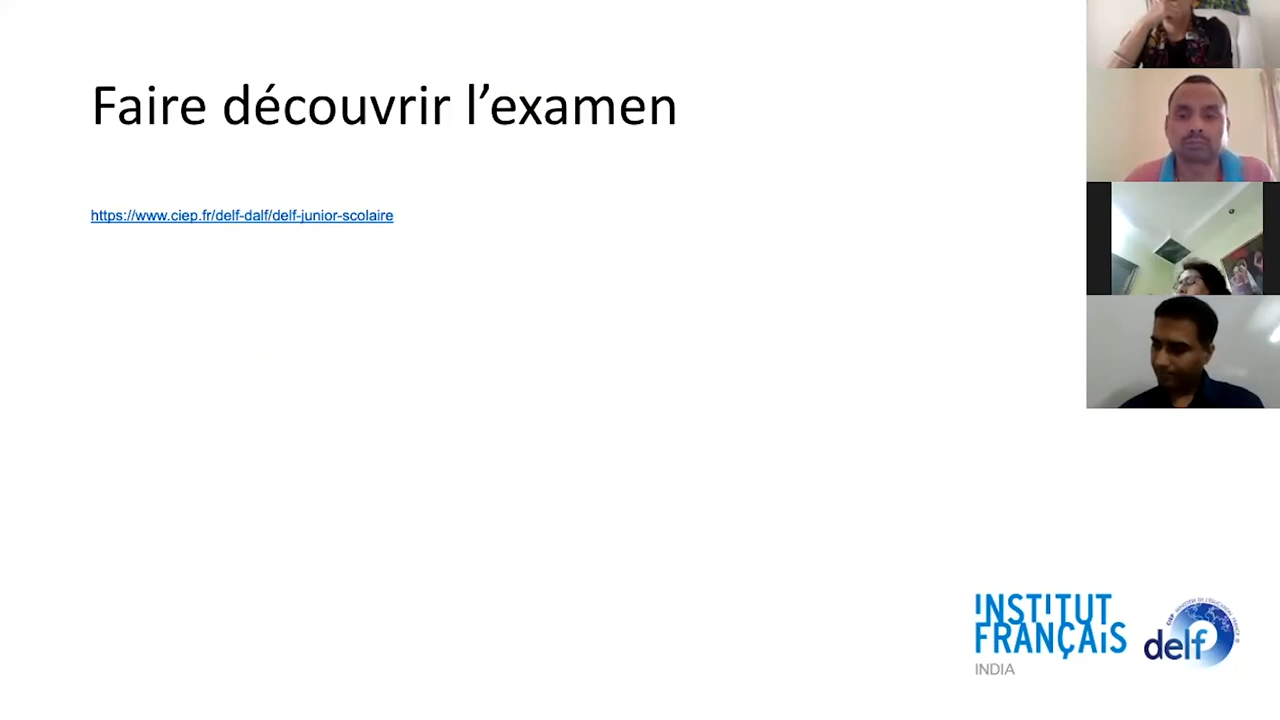 Faire découvrir l’examen
https://www.ciep.fr/delf-dalf/delf-junior-scolaire
INSTITUT
FRANÇAIS
INDIA
delf